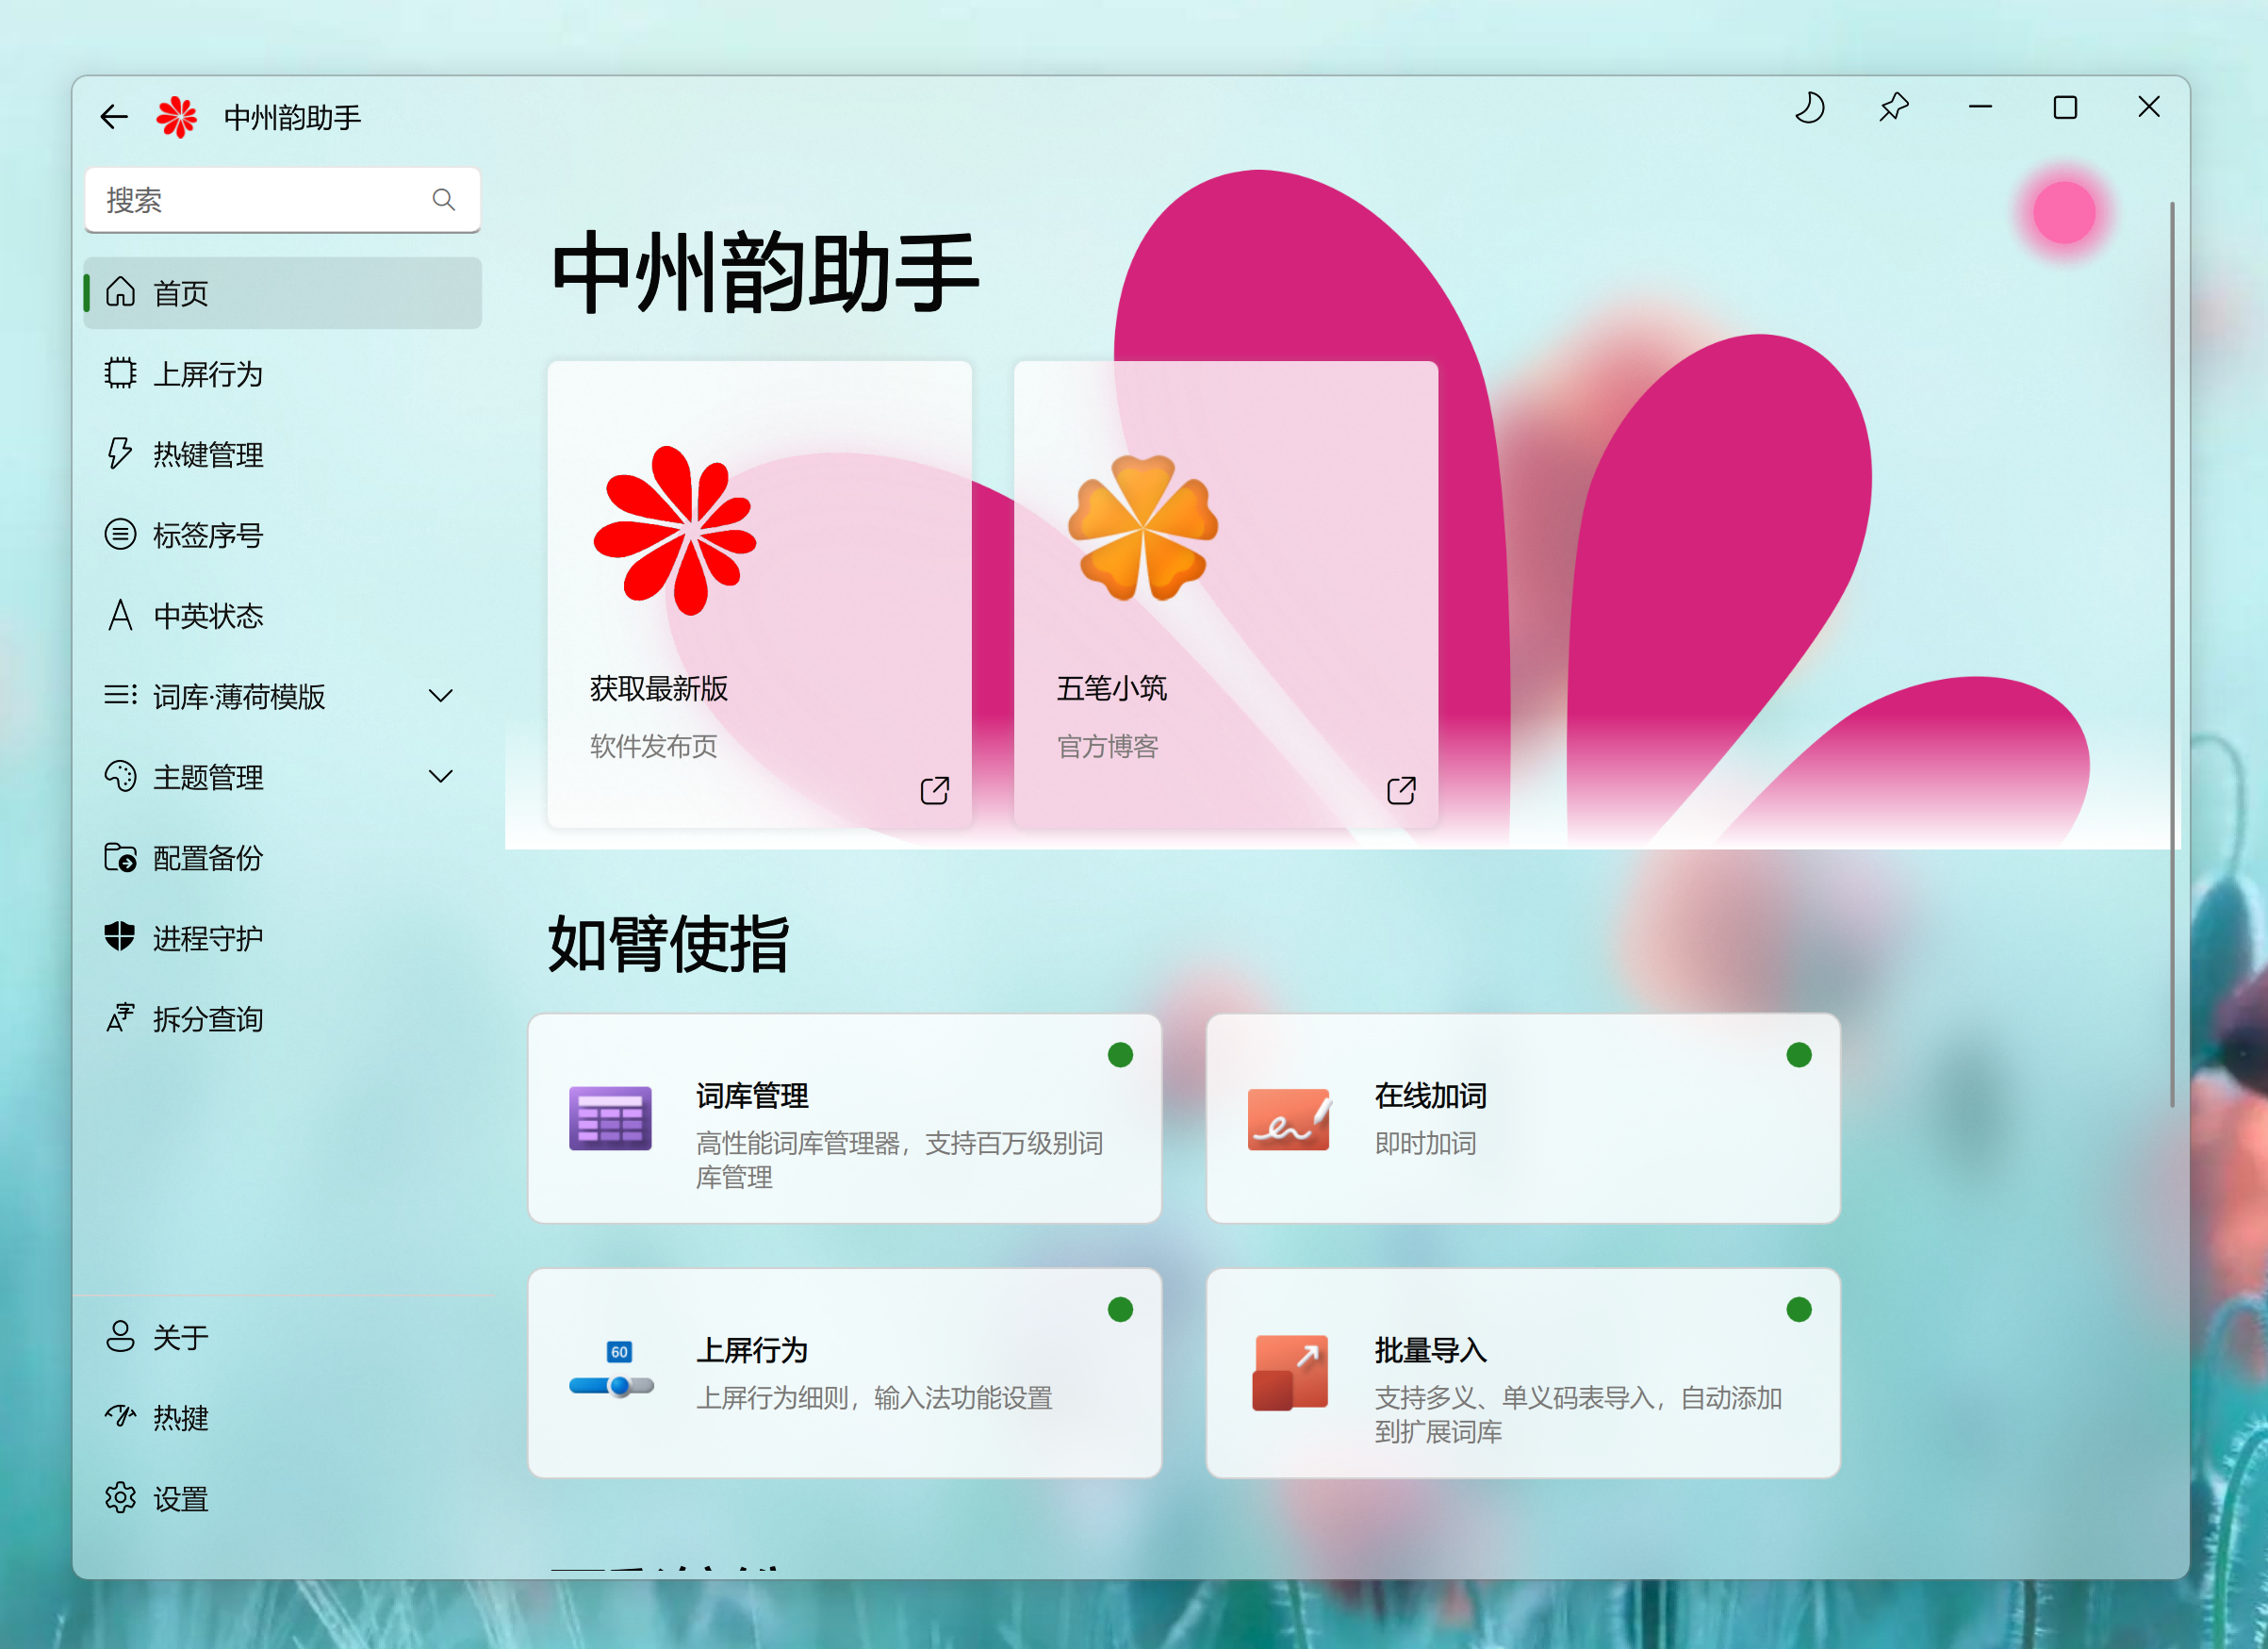 中州韵助手
搜索
首页
上屏行为
热键管理
标签序号
中英状态
词库·薄荷模版
主题管理
配置备份
进程守护
拆分查询
关于
热揵
设置
中州韵助手
获取最新版
软件发布页
五笔小筑
官方博客
如臂使指
词库管理
高性能词库管理器，支持百万级别词
库管理
在线加词
即时加词
60
上屏行为
上屏行为细则，输入法功能设置
批量导入
支持多义、单义码表导入，自动添加
到扩展词库